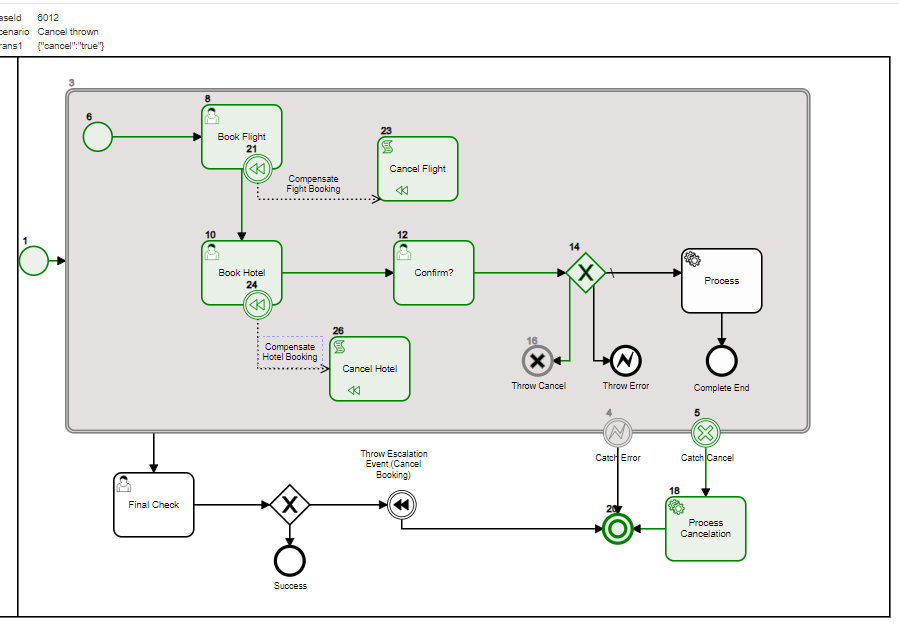 aseId 6012
cenario Cancel thrown
rans1 {"cancel":"true"}
3
6
8
Book Flight
21
Compensate
Fight Booking
23
Cancel Flight
1
10
Book Hotel
24
Compensate
Hotel Booking
12
Confirm?
14
Process
26
Cancel Hotel
16
Throw Cancel
Throw Error
Complete End
4
Catch Error
5
Catch Cancel
Final Check
Throw Escalation
Event (Cancel
Booking)
Success
20
18
Process
Cancelation